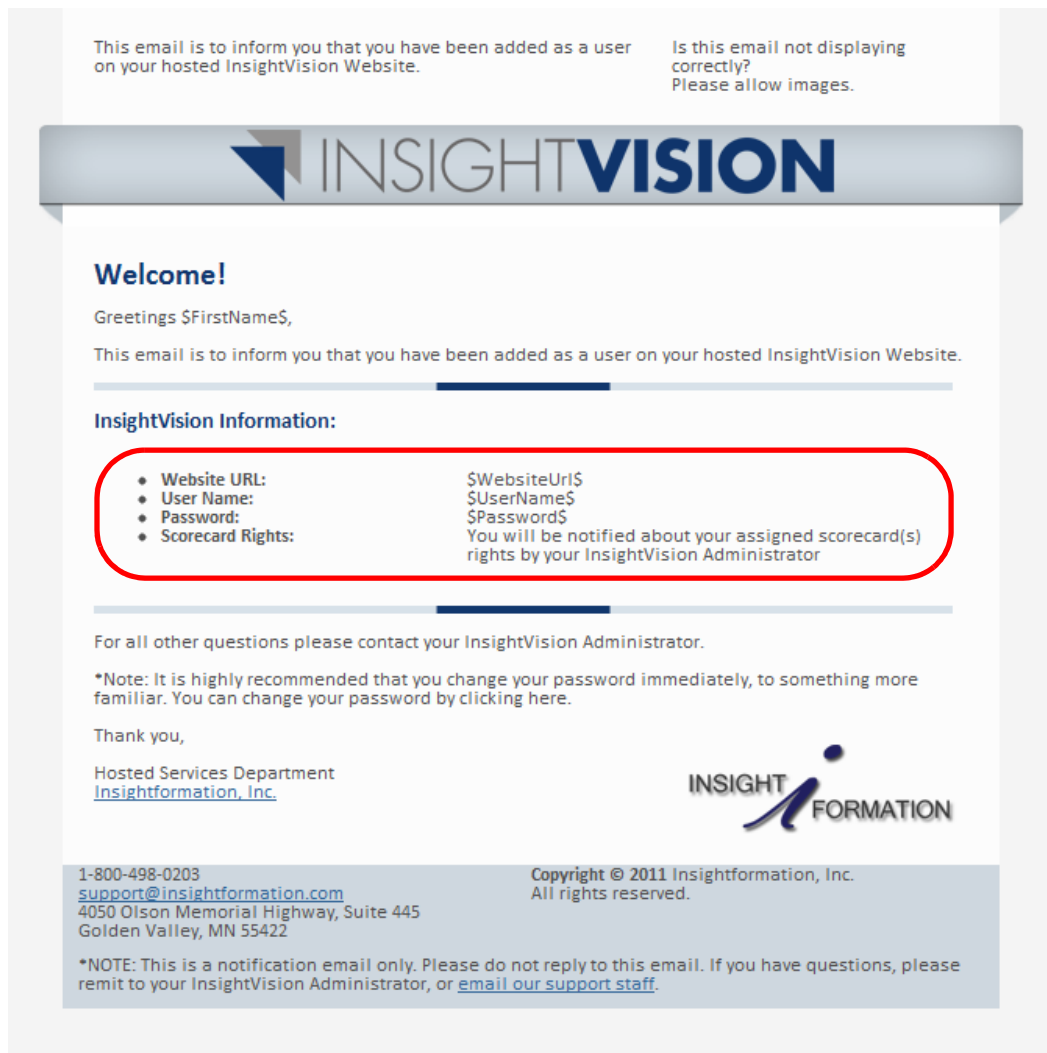 This email is to inform you that you have been added as a user
on your hosted InsightVision Website.
Is this email not displaying
correctly?
Please allow images.
INSIGHTVISION
Welcome!
Greetings $FirstName$,
This email is to inform you that you have been added as a user on your hosted InsightVision Website.
InsightVision Information:
• Website URL: $WebsiteUrl$
• User Name: $UserName$
• Password: $Password$
• Scorecard Rights: You will be notified about your assigned scorecard(s)
rights by your InsightVision Administrator
For all other questions please contact your InsightVision Administrator.
*Note: It is highly recommended that you change your password immediately, to something more
familiar. You can change your password by clicking here.
Thank you,
Hosted Services Department
Insightformation, Inc.
INSIGHT
FORMATION
1-800-498-0203
support@insightformation.com
4050 Olson Memorial Highway, Suite 445
Golden Valley, MN 55422
Copyright © 2011 Insightformation, Inc.
All rights reserved.
*NOTE: This is a notification email only. Please do not reply to this email. If you have questions, please
remit to your InsightVision Administrator, or email our support staff.